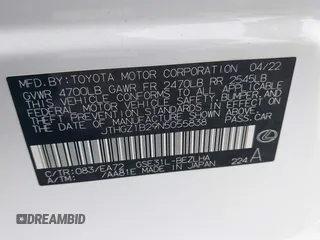 MFD.BY:TOYOTA MOTOR CORPORATION 04/22
GVWR 4700LB GAWR FR 2470LB RR 2545LB
THIS VEHICLE CONFORMS TO ALL APPLICABLE
FEDERAL MOTOR VEHICLE SAFETY, BUMPER, AND
THEFT PREVENTION STANDARDS IN EFFECT ON THE
DATE OF MANUFACTURE SHOWN ABOVE.
JTHGZ1B29N5055838 PASS.CAR
C/TR:083/EA72 GSE31L-BEZLHA
A/TM: /AA81E MADE IN JAPAN 224 A
DEALS.AUTO